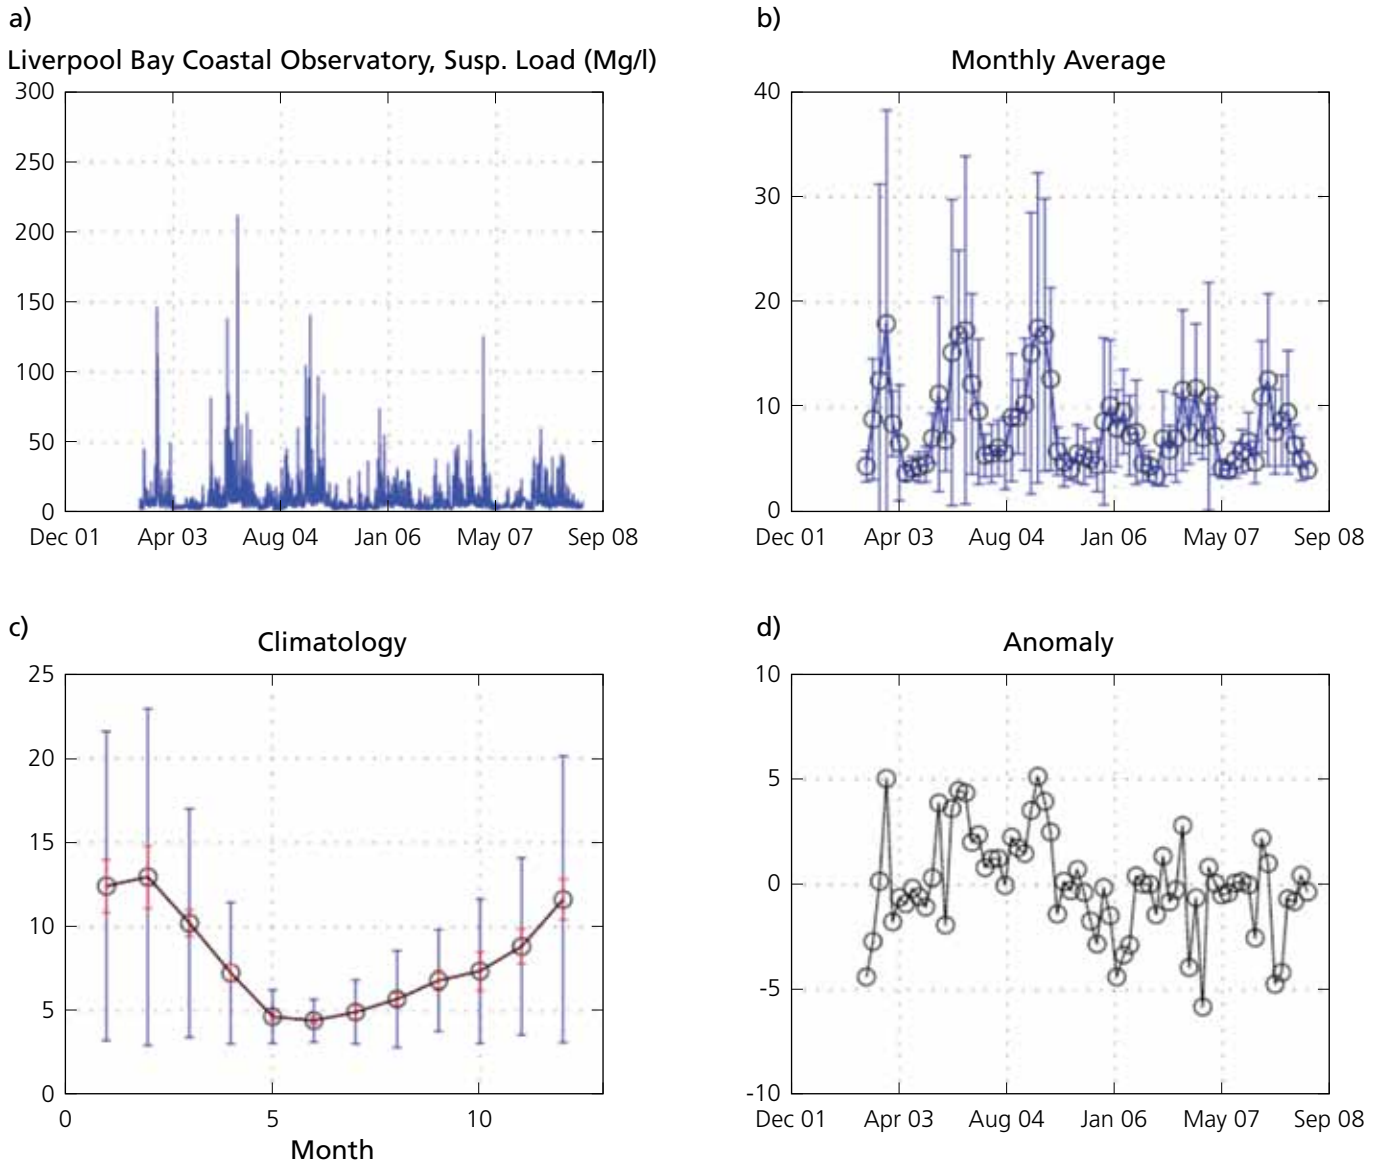 a)
Liverpool Bay Coastal Observatory, Susp. Load (Mg/l)
300
250
200
150
100
50
0
Dec 01 Apr 03 Aug 04 Jan 06 May 07 Sep 08
b)
Monthly Average
40
30
20
10
0
Dec 01 Apr 03 Aug 04 Jan 06 May 07 Sep 08
c)
Climatology
25
20
15
10
5
0
0 5 10
Month
d)
Anomaly
10
5
0
-5
-10
Dec 01 Apr 03 Aug 04 Jan 06 May 07 Sep 08